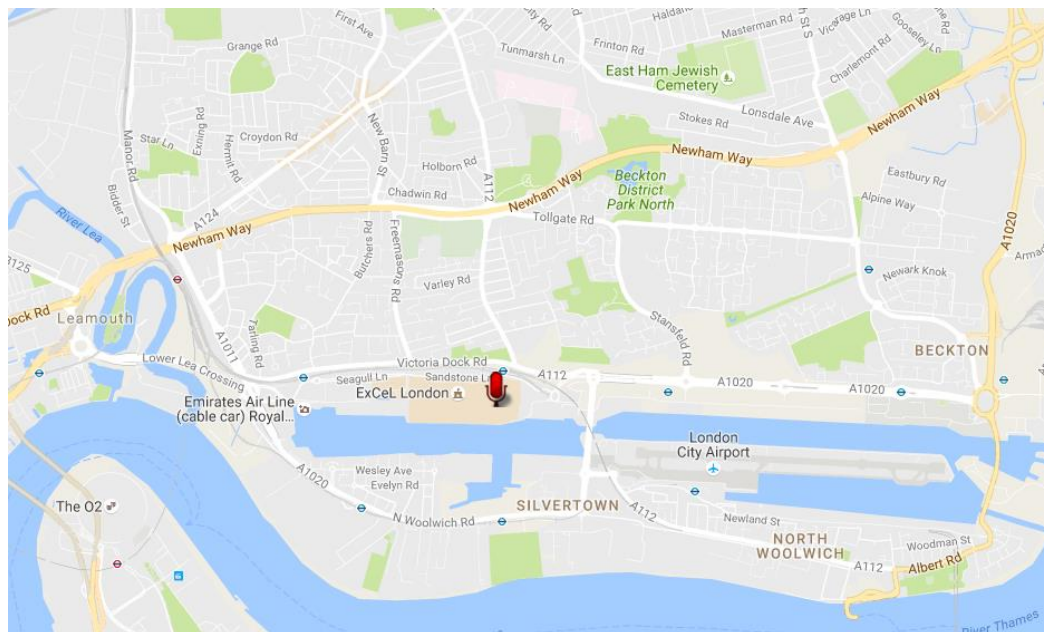 First Ave
Grange Rd
Tunmarsh Ln
Frinton Rd
Masterman Rd
Gooseley Ln
Charlemont Rd
East Ham Jewish
Cemetery
Lonsdale Ave
Stokes Rd
Newham Way
Manor Rd
Star Ln
Exning Rd
Hermit Rd
Croydon Rd
New Barn St
Holborn Rd
A112
Chadwin Rd
Newham Way
Newham Way
Beckton
District
Park North
Eastbury Rd
Alpine Way
Bidder St
River Lea
A124
Newham Way
Butchers Rd
Freemasons Rd
Tollgate Rd
A1020
Varley Rd
Newark Knok
Dock Rd
Leamouth
A1011
Tarling Rd
Stansfeld Rd
Lower Lea Crossing
Victoria Dock Rd
Seagull Ln
A112
A1020
A1020
BECKTON
ExCeL London
Emirates Air Line
(cable car) Royal...
London
City Airport
Wesley Ave
Evelyn Rd
A1020
The O2
N Woolwich Rd
SILVERTOWN
A112
Newland St
NORTH
WOOLWICH
Woodman St
A112
Albert Rd
River Thames